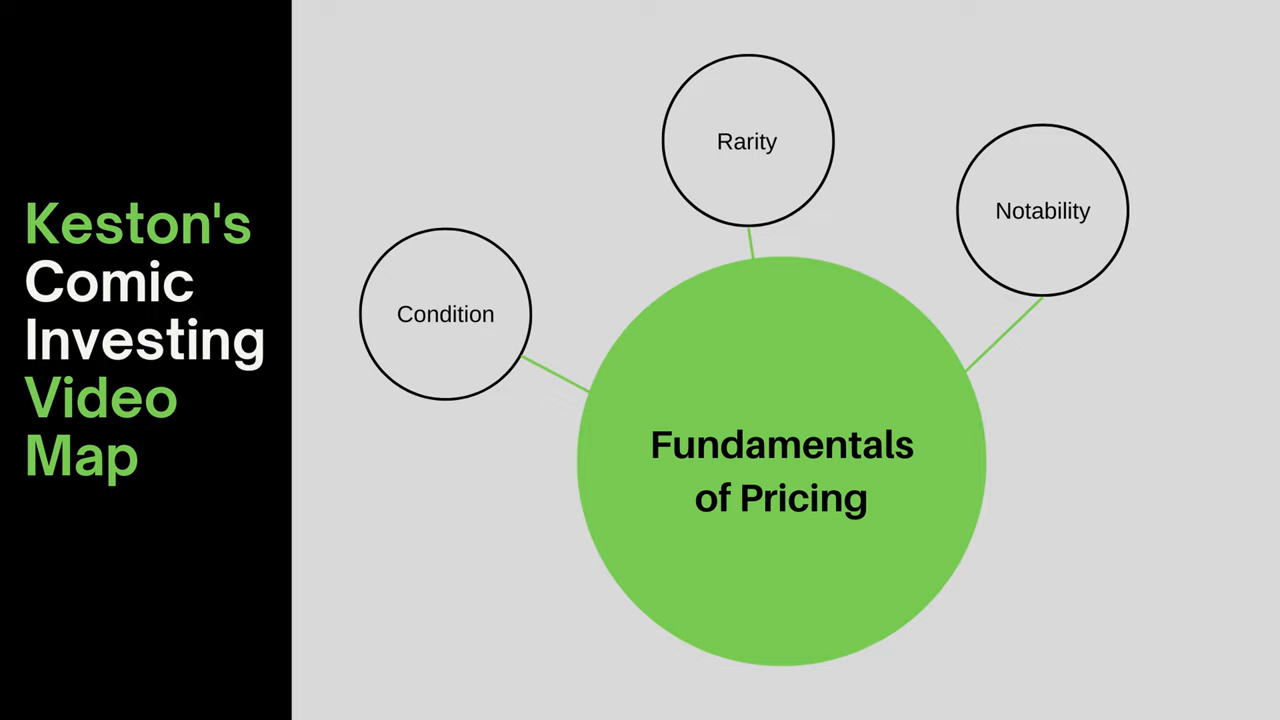 Keston's
Comic
Investing
Video
Map
Rarity
Notability
Condition
Fundamentals
of Pricing